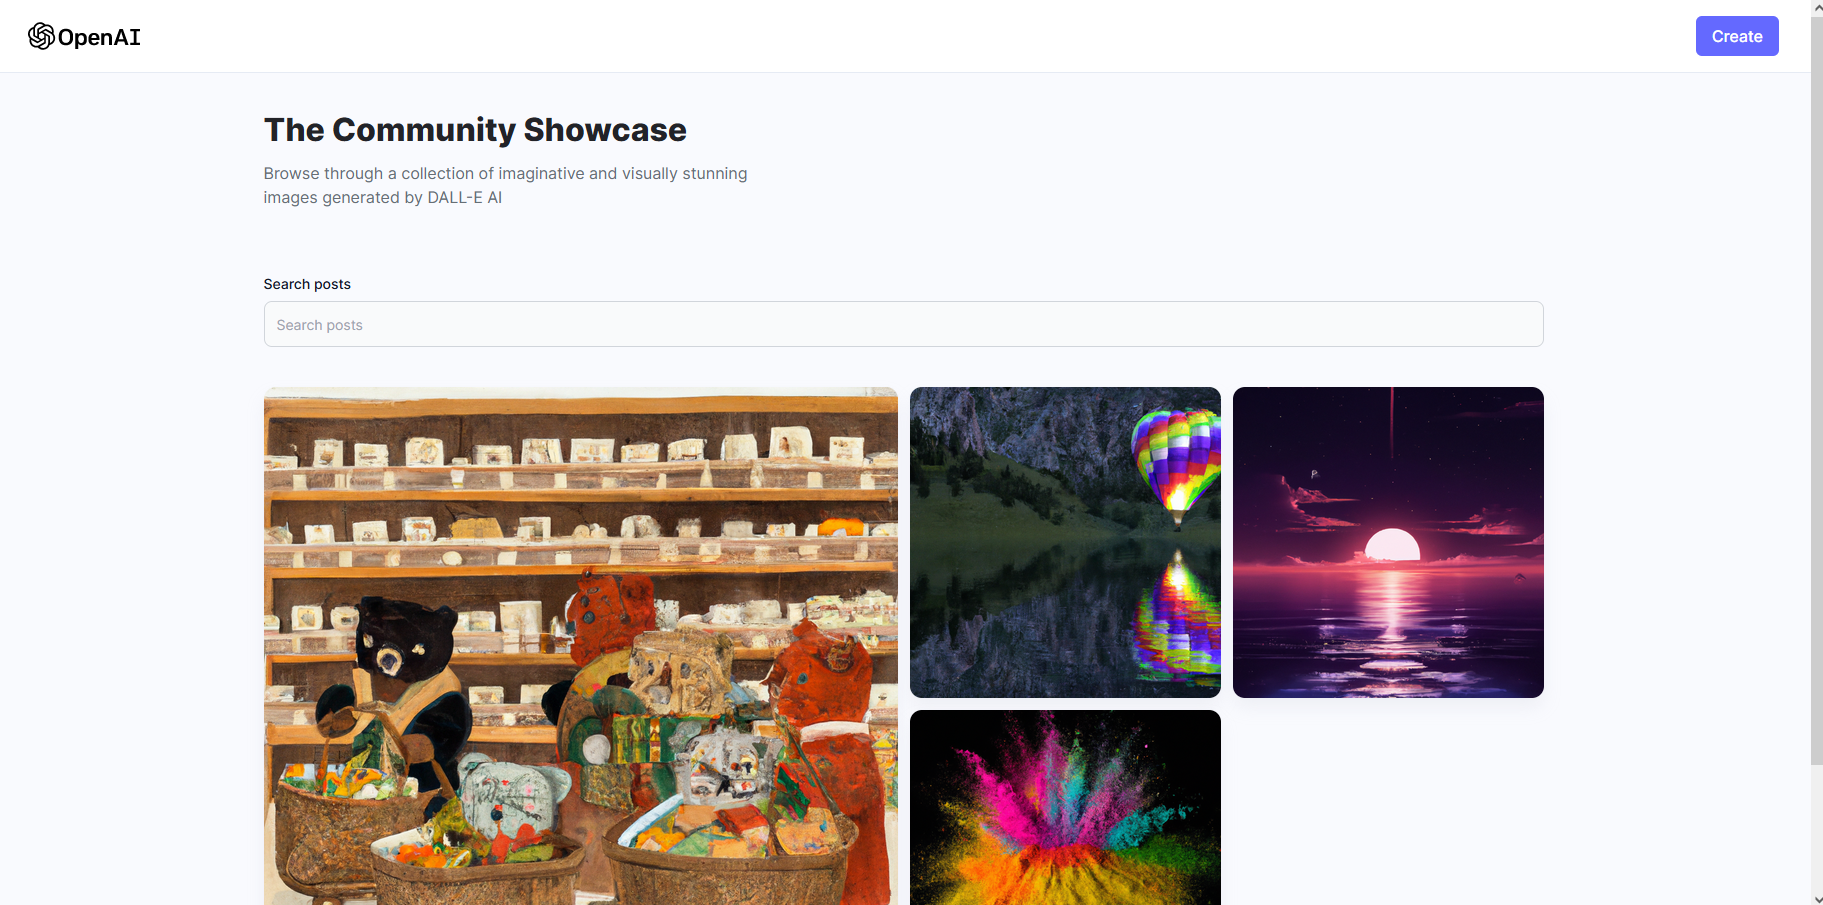 OpenAI
Create
The Community Showcase
Browse through a collection of imaginative and visually stunning
images generated by DALL-E AI
Search posts
Search posts